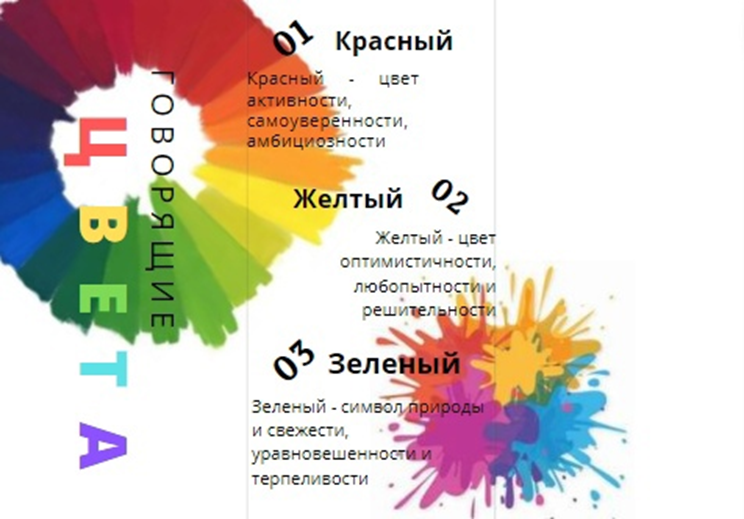 ГОВОРЯЩИЕ
ЦВЕТА
01
Красный
Красный - цвет
активности,
самоуверенности,
амбициозности
Желтый
02
Желтый - цвет
оптимистичности,
любопытности и
решительности
03
Зеленый
Зеленый - символ природы
и свежести,
уравновешенности и
терпеливости